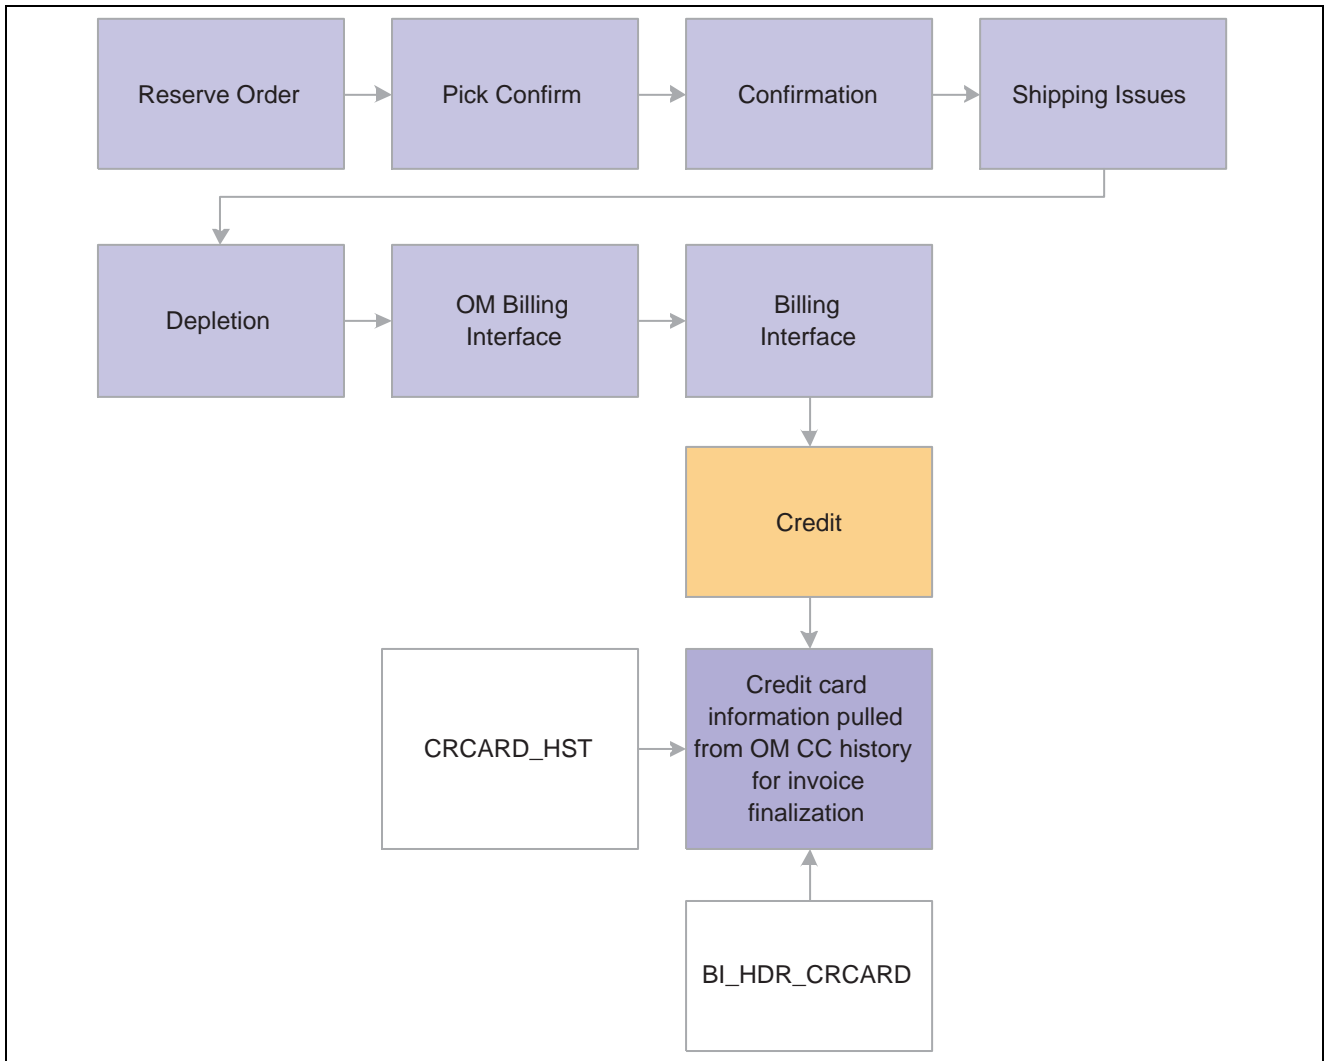 Reserve Order
Pick Confirm
Confirmation
Shipping Issues
Depletion
OM Billing
Interface
Billing
Interface
Credit
CRCARD_HST
Credit card
information pulled
from OM CC history
for invoice
finalization
BI_HDR_CRCARD